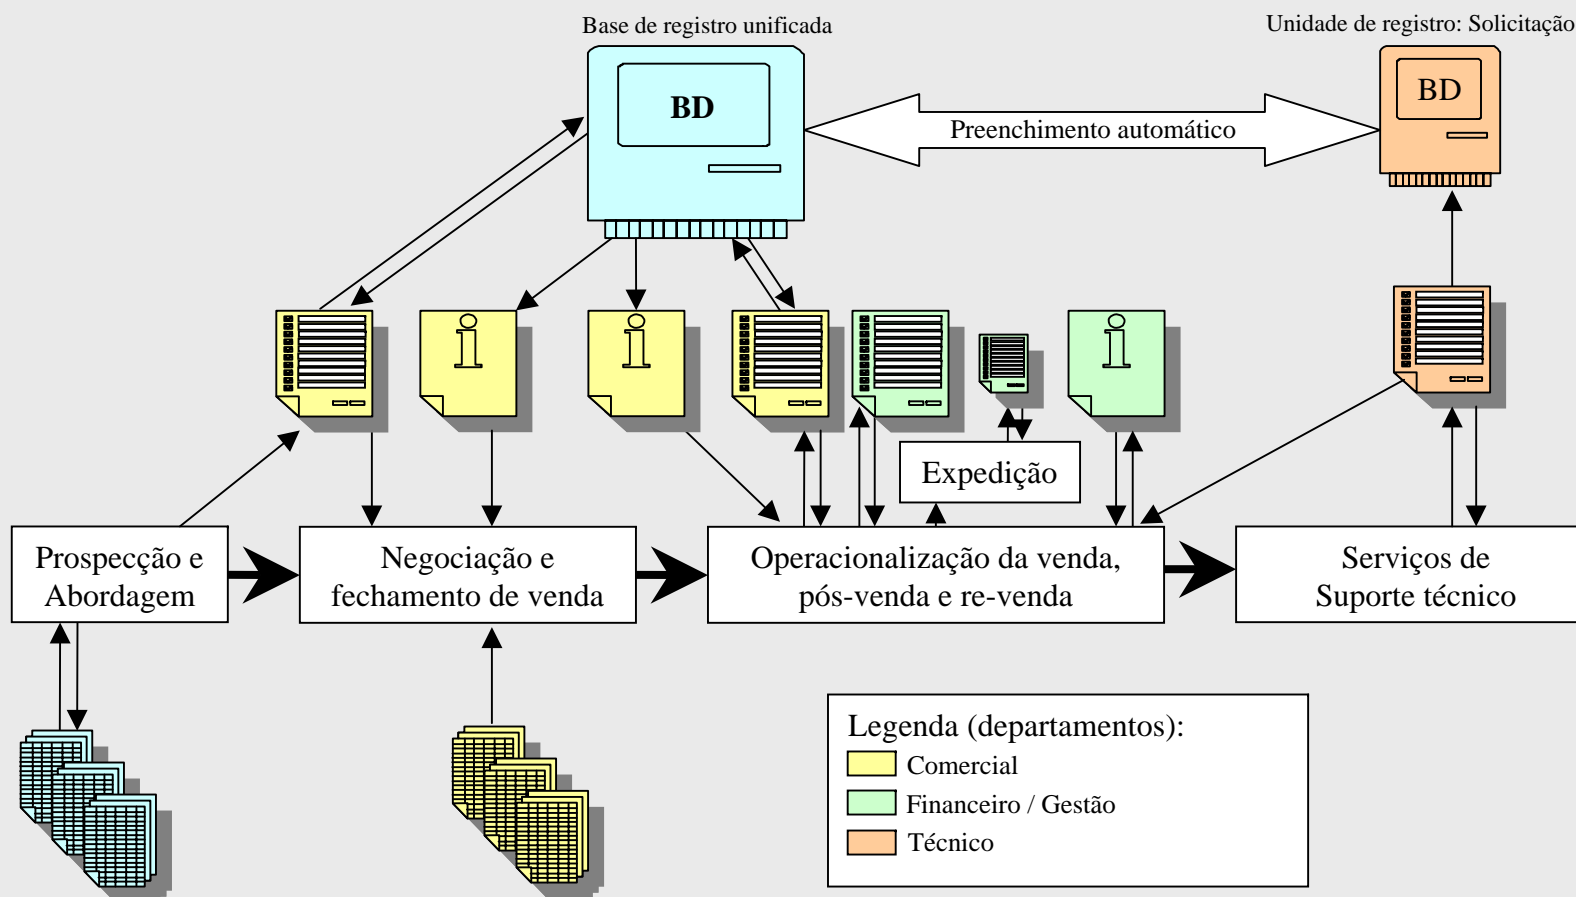 Base de registro unificada
Unidade de registro: Solicitação
BD
BD
Preenchimento automático
Expedição
Prospecção e
Abordagem
Negociação e
fechamento de venda
Operacionalização da venda,
pós-venda e re-venda
Serviços de
Suporte técnico
Legenda (departamentos):
Comercial
Financeiro / Gestão
Técnico